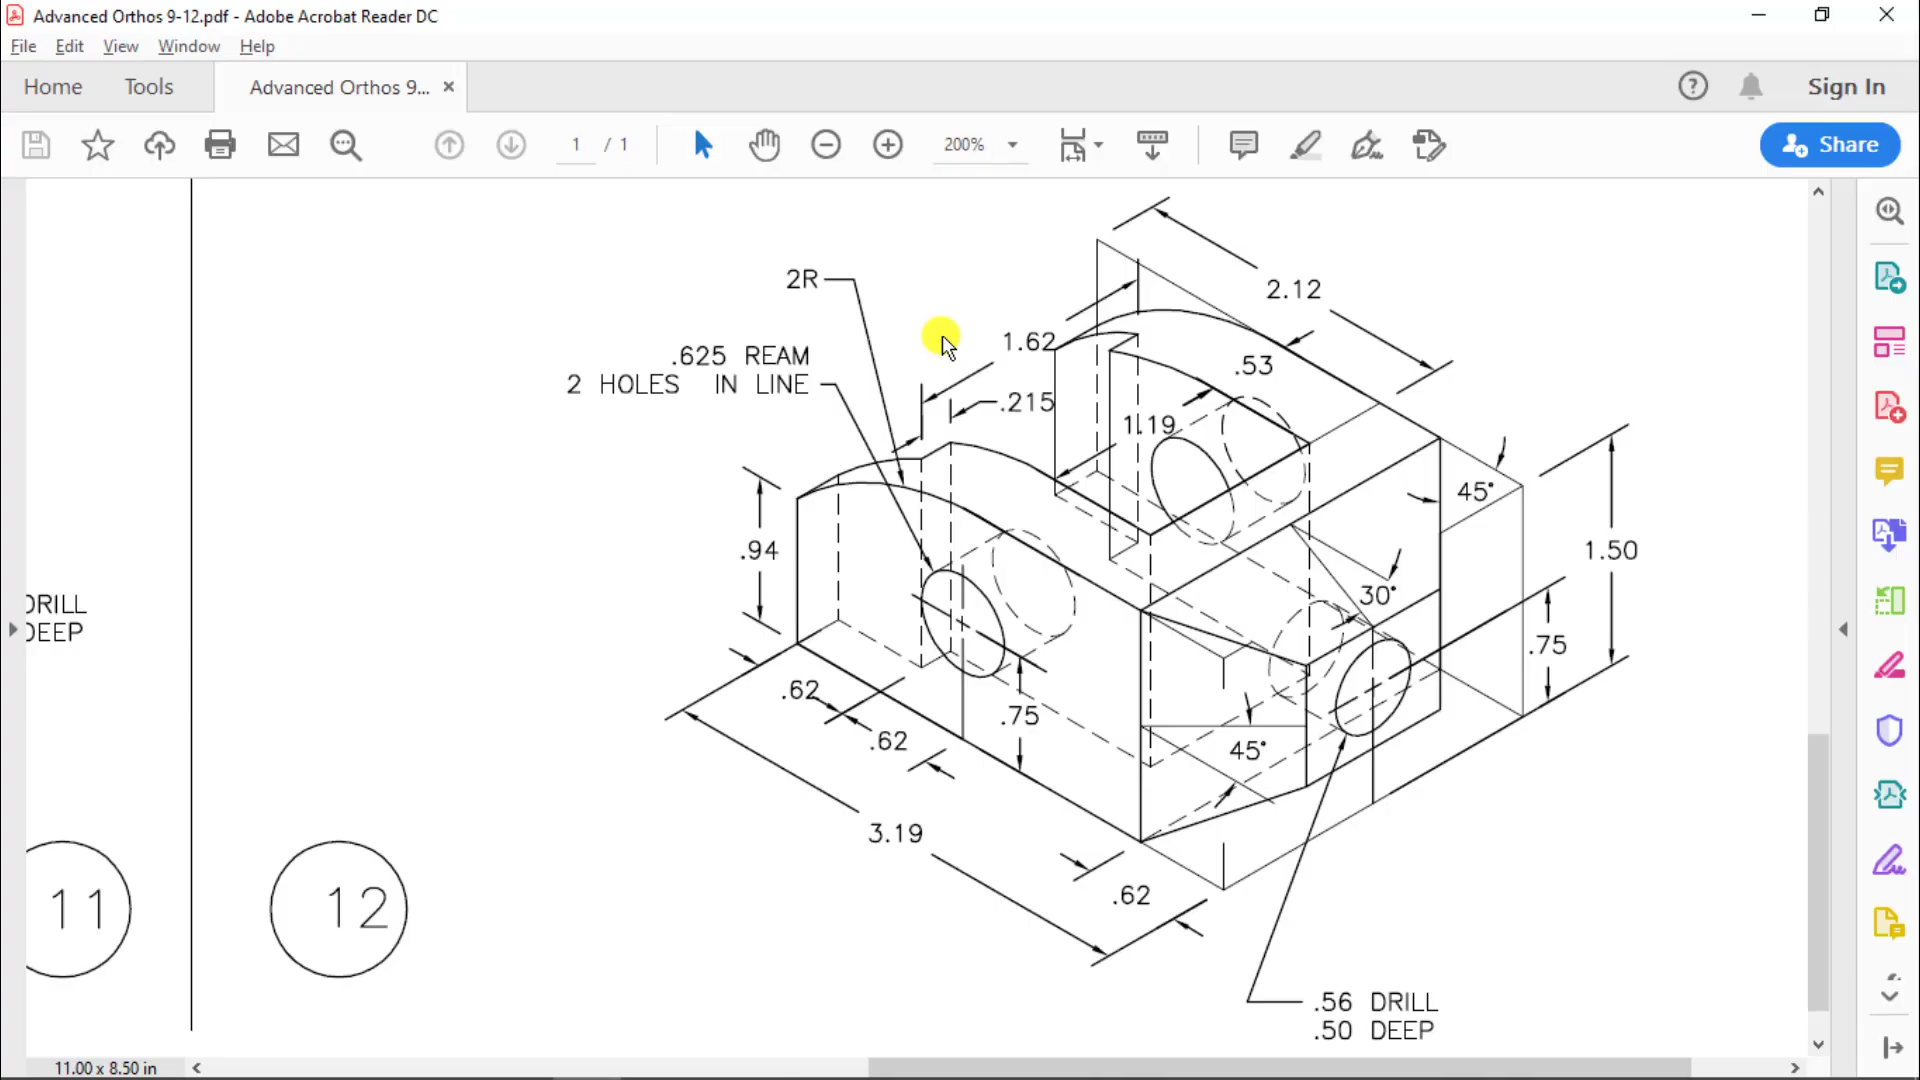 Advanced Orthos 9-12.pdf - Adobe Acrobat Reader DC
File Edit View Window Help
Home Tools Advanced Orthos 9... ×
Sign In
1 / 1
200%
Share
2.12
2R
1.62
.53
.625 REAM
2 HOLES IN LINE
.215
1.19
45°
.94
1.50
30°
DRILL
DEEP
.75
.62
.75
.62
45°
3.19
.62
11
12
.56 DRILL
.50 DEEP
11.00 x 8.50 in